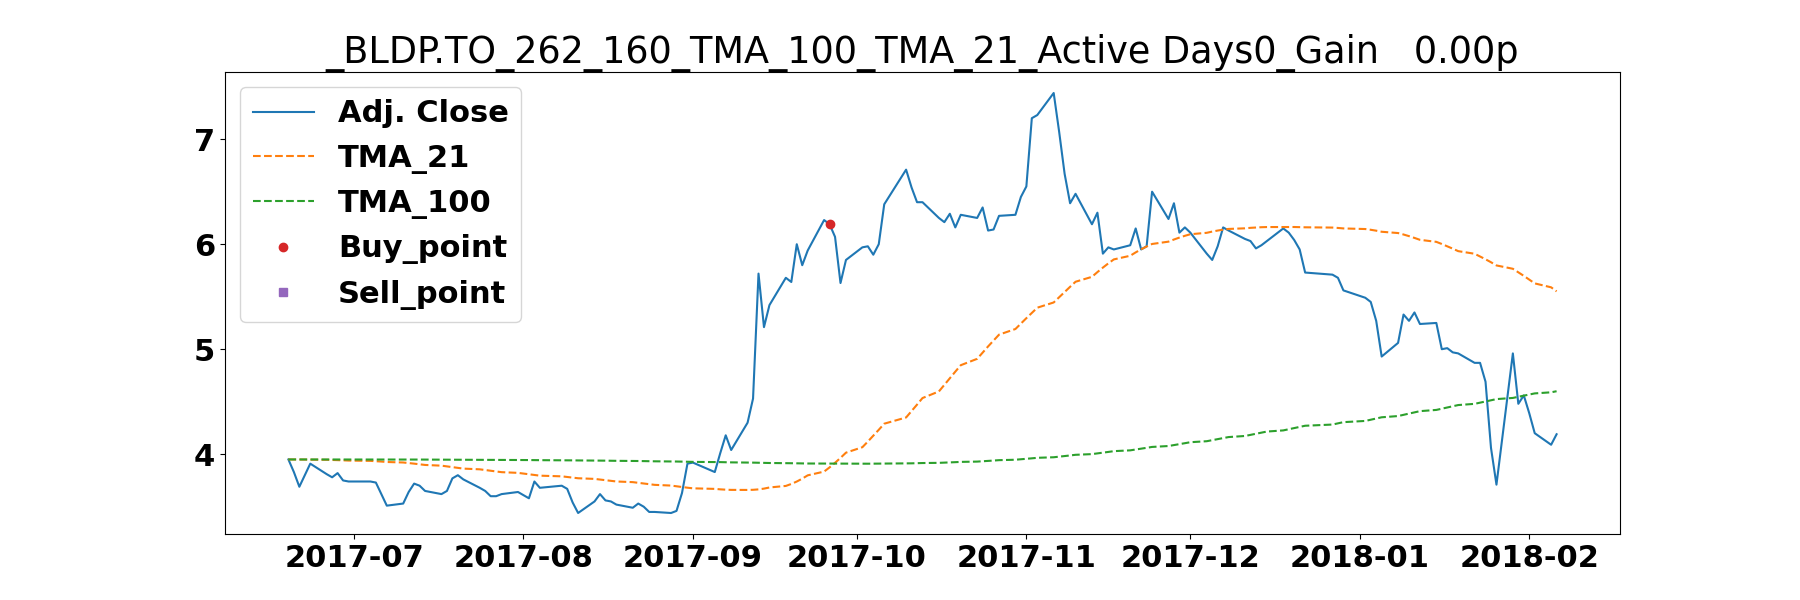 _BLDP.TO_262_160_TMA_100_TMA_21_Active Days0_Gain   0.00p
Adj. Close
TMA_21
TMA_100
Buy_point
Sell_point
7
6
5
4
2017-07 2017-08 2017-09 2017-10 2017-11 2017-12 2018-01 2018-02